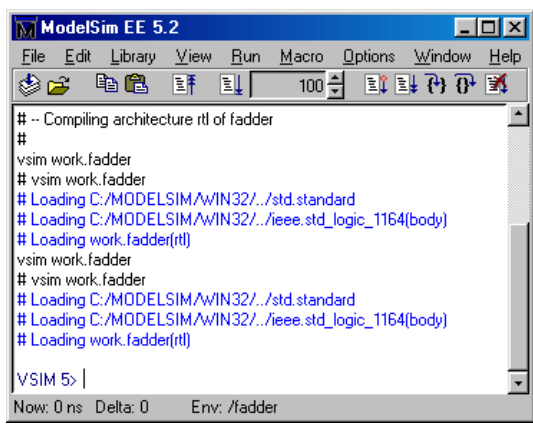 ModelSim EE 5.2
File Edit Library View Run Macro Options Window Help
100
# -- Compiling architecture rtl of fadder
#
vsim work.fadder
# vsim work.fadder
# Loading C:/MODELSIM/WIN32/../std.standard
# Loading C:/MODELSIM/WIN32/../ieee.std_logic_1164(body)
# Loading work.fadder(rtl)
vsim work.fadder
# vsim work.fadder
# Loading C:/MODELSIM/WIN32/../std.standard
# Loading C:/MODELSIM/WIN32/../ieee.std_logic_1164(body)
# Loading work.fadder(rtl)
VSIM 5>
Now: 0 ns Delta: 0 Env: /fadder